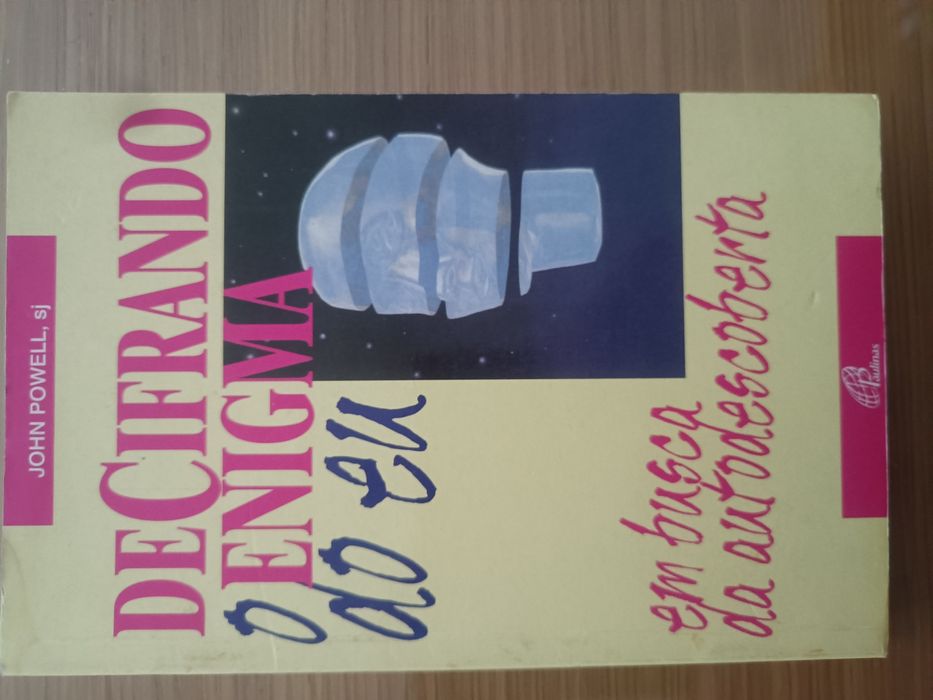 JOHN POWELL, sj
DECIFRANDO
O ENIGMA
do eu
em busca
da autodescoberta
Paulinas